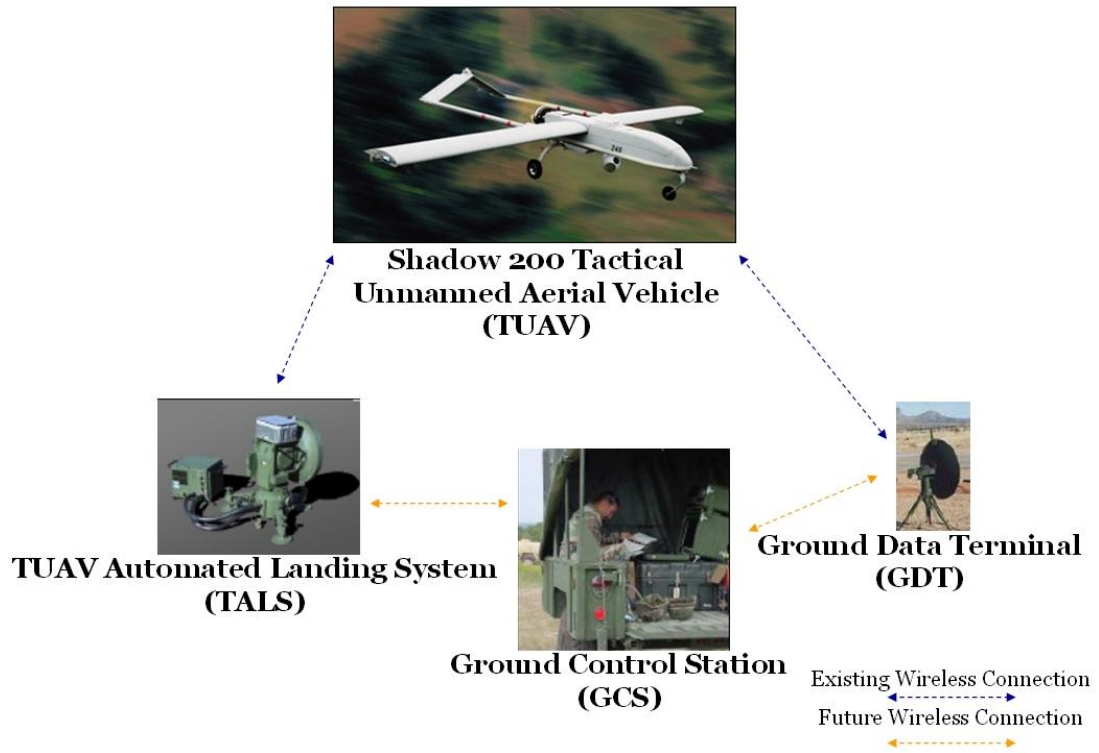 248
Shadow 200 Tactical
Unmanned Aerial Vehicle
(TUAV)
TUAV Automated Landing System
(TALS)
Ground Data Terminal
(GDT)
Ground Control Station
(GCS)
Existing Wireless Connection
Future Wireless Connection